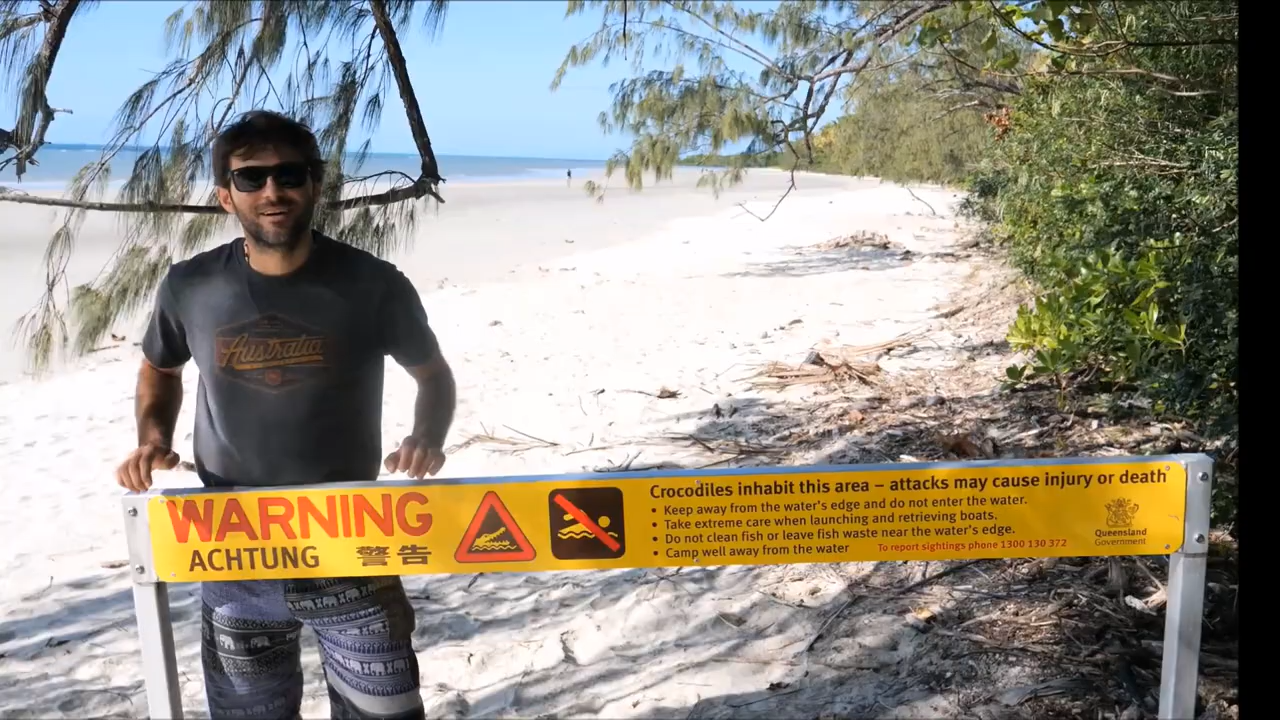 Australia
WARNING
ACHTUNG 警告
Crocodiles inhabit this area – attacks may cause injury or death
• Keep away from the water's edge and do not enter the water.
• Take extreme care when launching and retrieving boats.
• Do not clean fish or leave fish waste near the water's edge.
• Camp well away from the water
To report sightings phone 1300 130 372
Queensland
Government